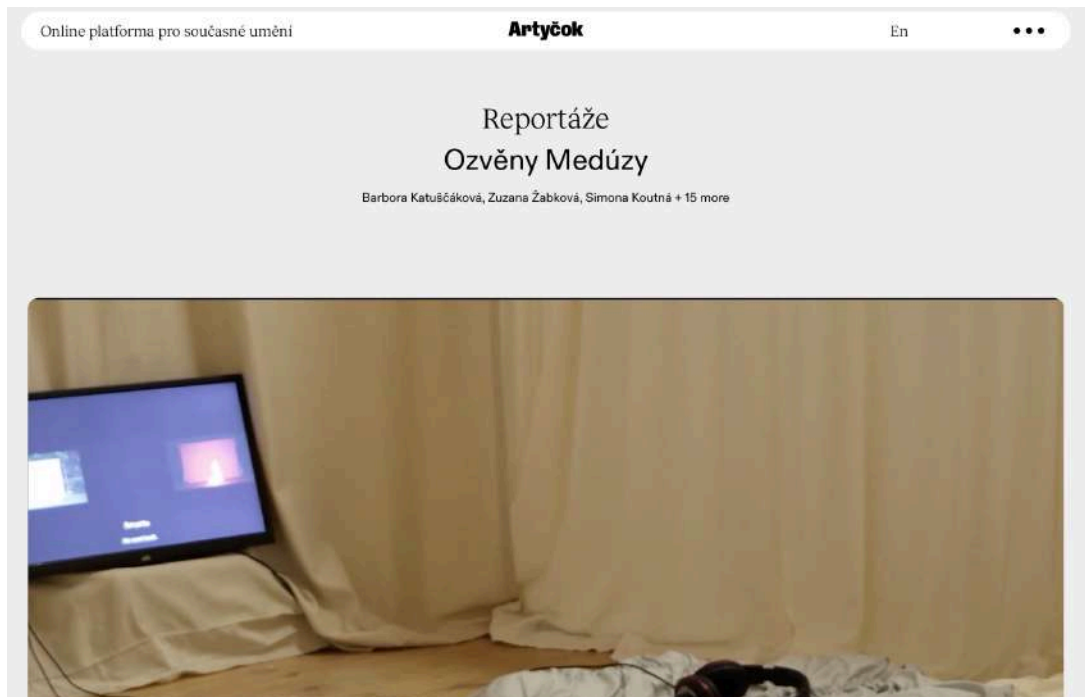 Online platforma pro současné umění
Artyčok
En
Reportáže
Ozvěny Medúzy
Barbora Katuščáková, Zuzana Žabková, Simona Koutná + 15 more